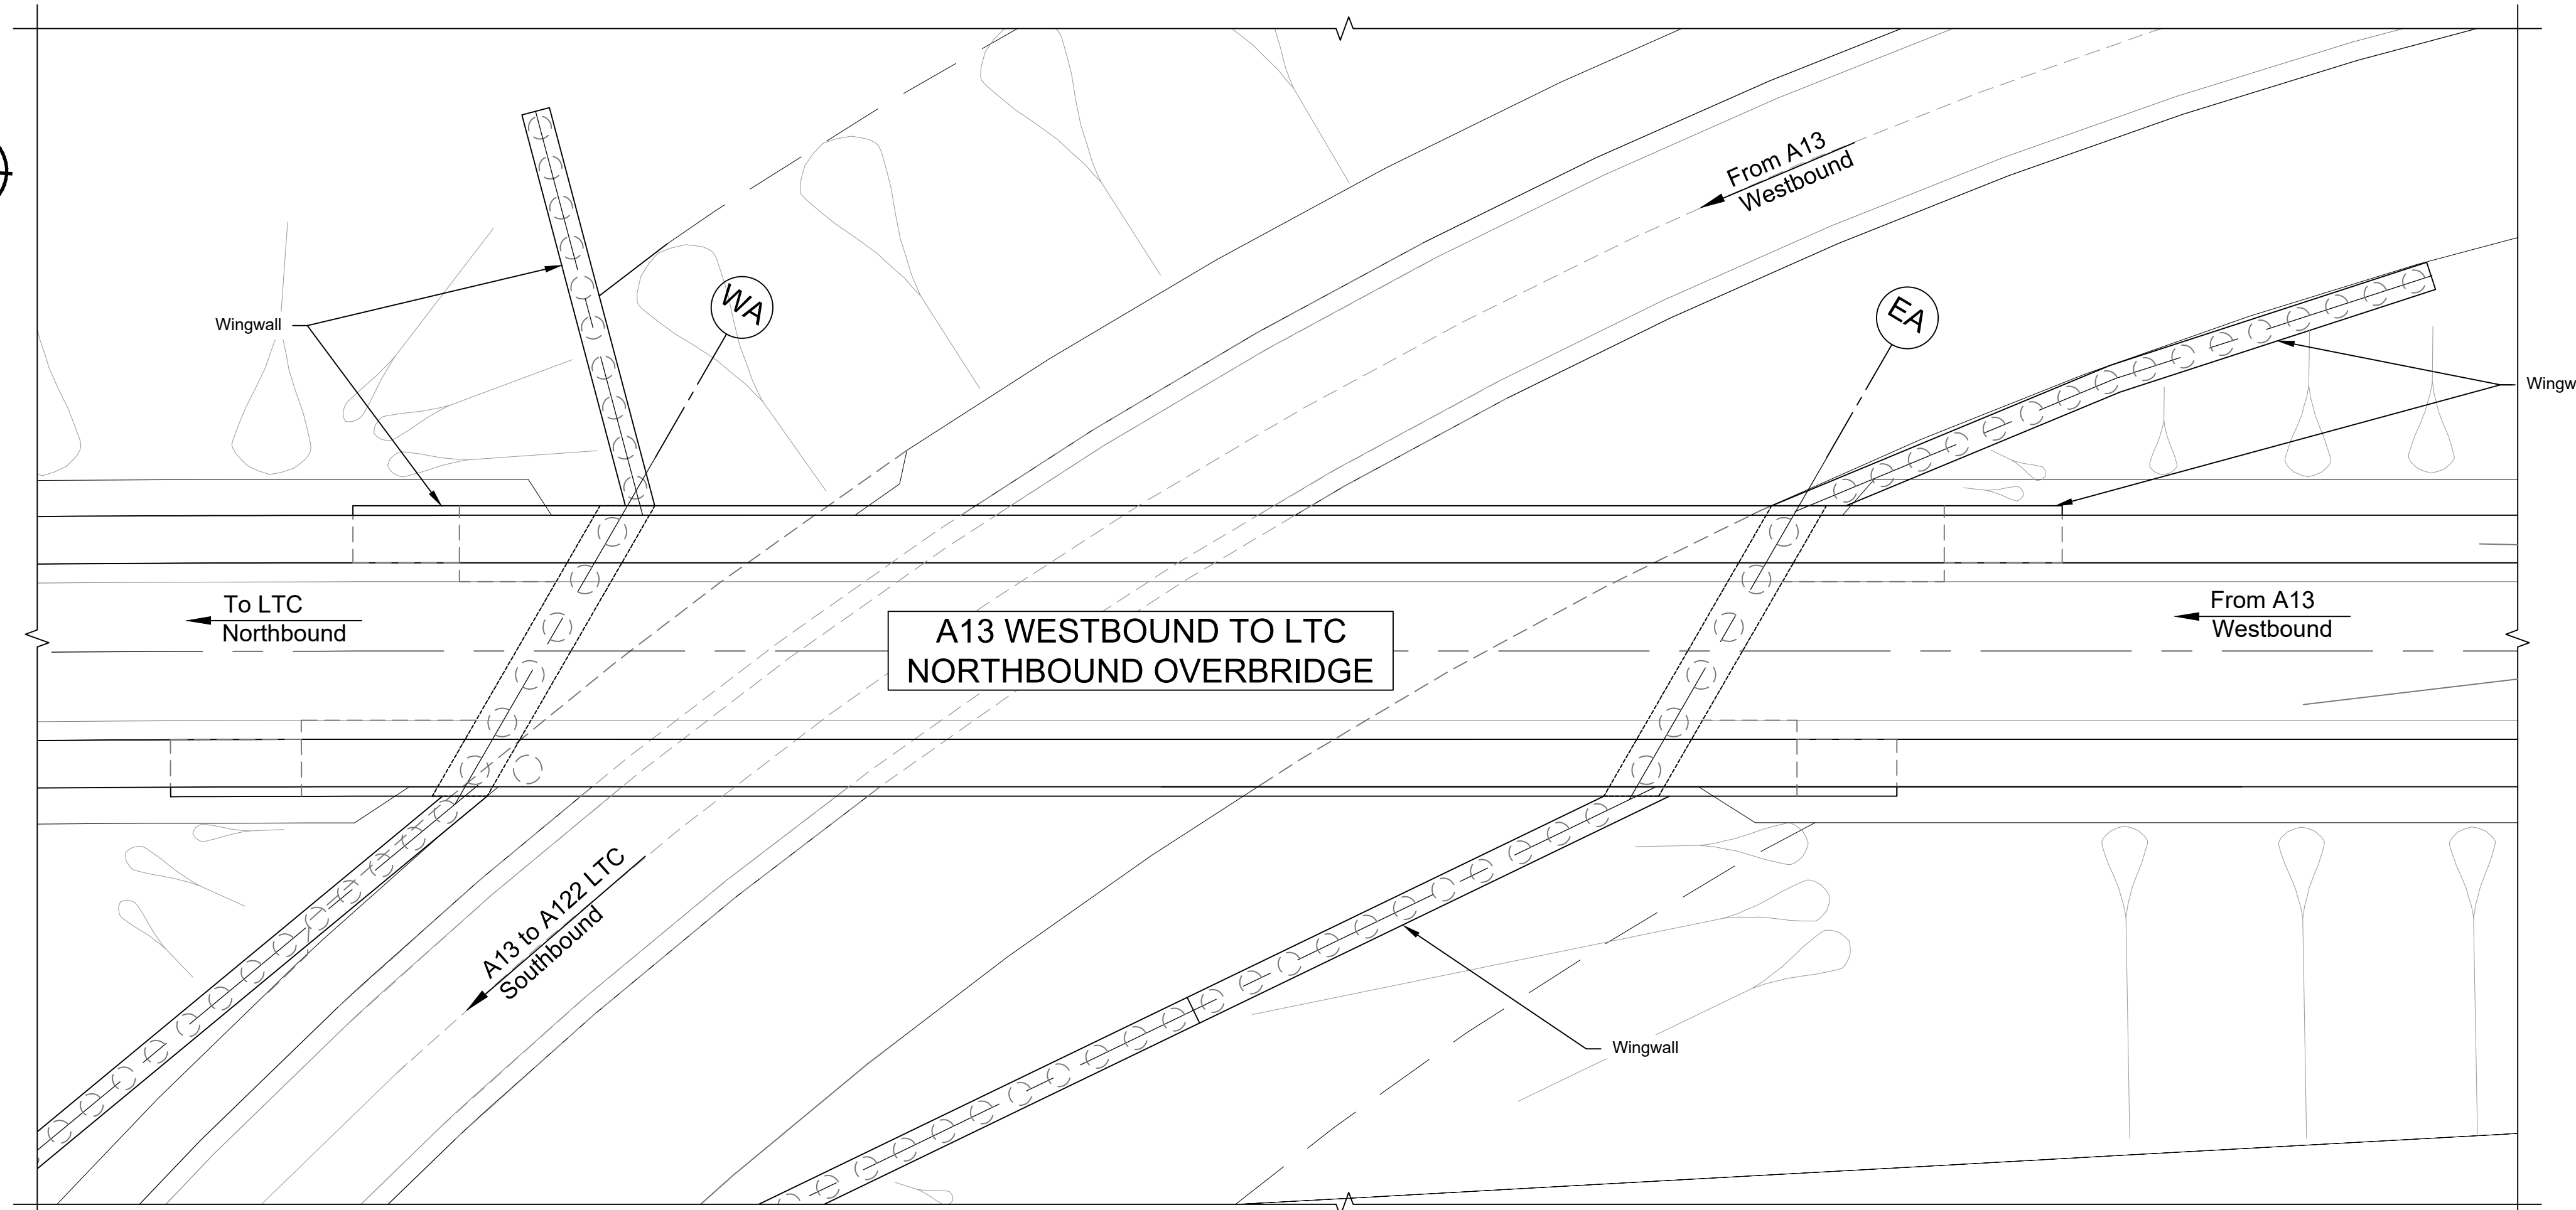 From A13
Westbound
WA
EA
Wingwall
Wingw
To LTC
Northbound
From A13
Westbound
A13 WESTBOUND TO LTC
NORTHBOUND OVERBRIDGE
A13 to A122 LTC
Southbound
Wingwall